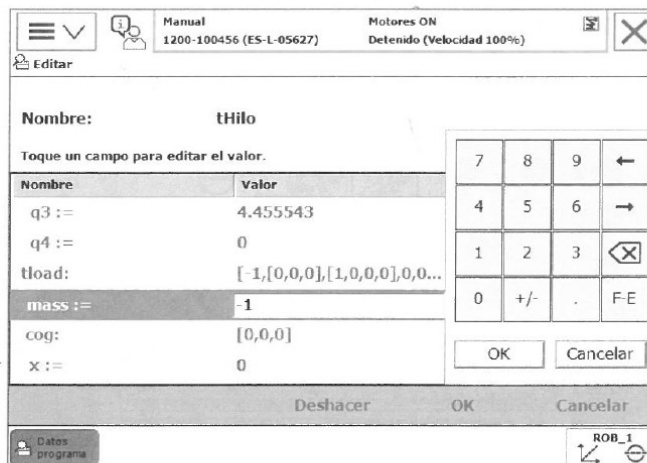 Manual Motores ON
1200-100456 (ES-L-05627) Detenido (Velocidad 100%)
Editar
Nombre: tHilo
Toque un campo para editar el valor.
Nombre Valor
q3 := 4.455543
q4 := 0
tload: [-1,[0,0,0],[1,0,0,0],0,0...
mass := -1
cog: [0,0,0]
x := 0
7 8 9 ←
4 5 6 →
1 2 3
0 +/- . F-E
OK Cancelar
Deshacer OK Cancelar
Datos
programa
ROB_1